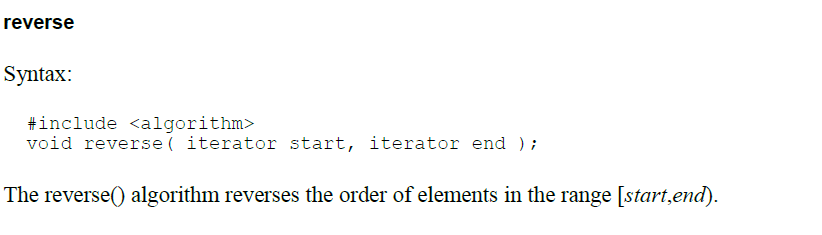 reverse
Syntax:
#include <algorithm>
void reverse( iterator start, iterator end );
The reverse() algorithm reverses the order of elements in the range [start,end).